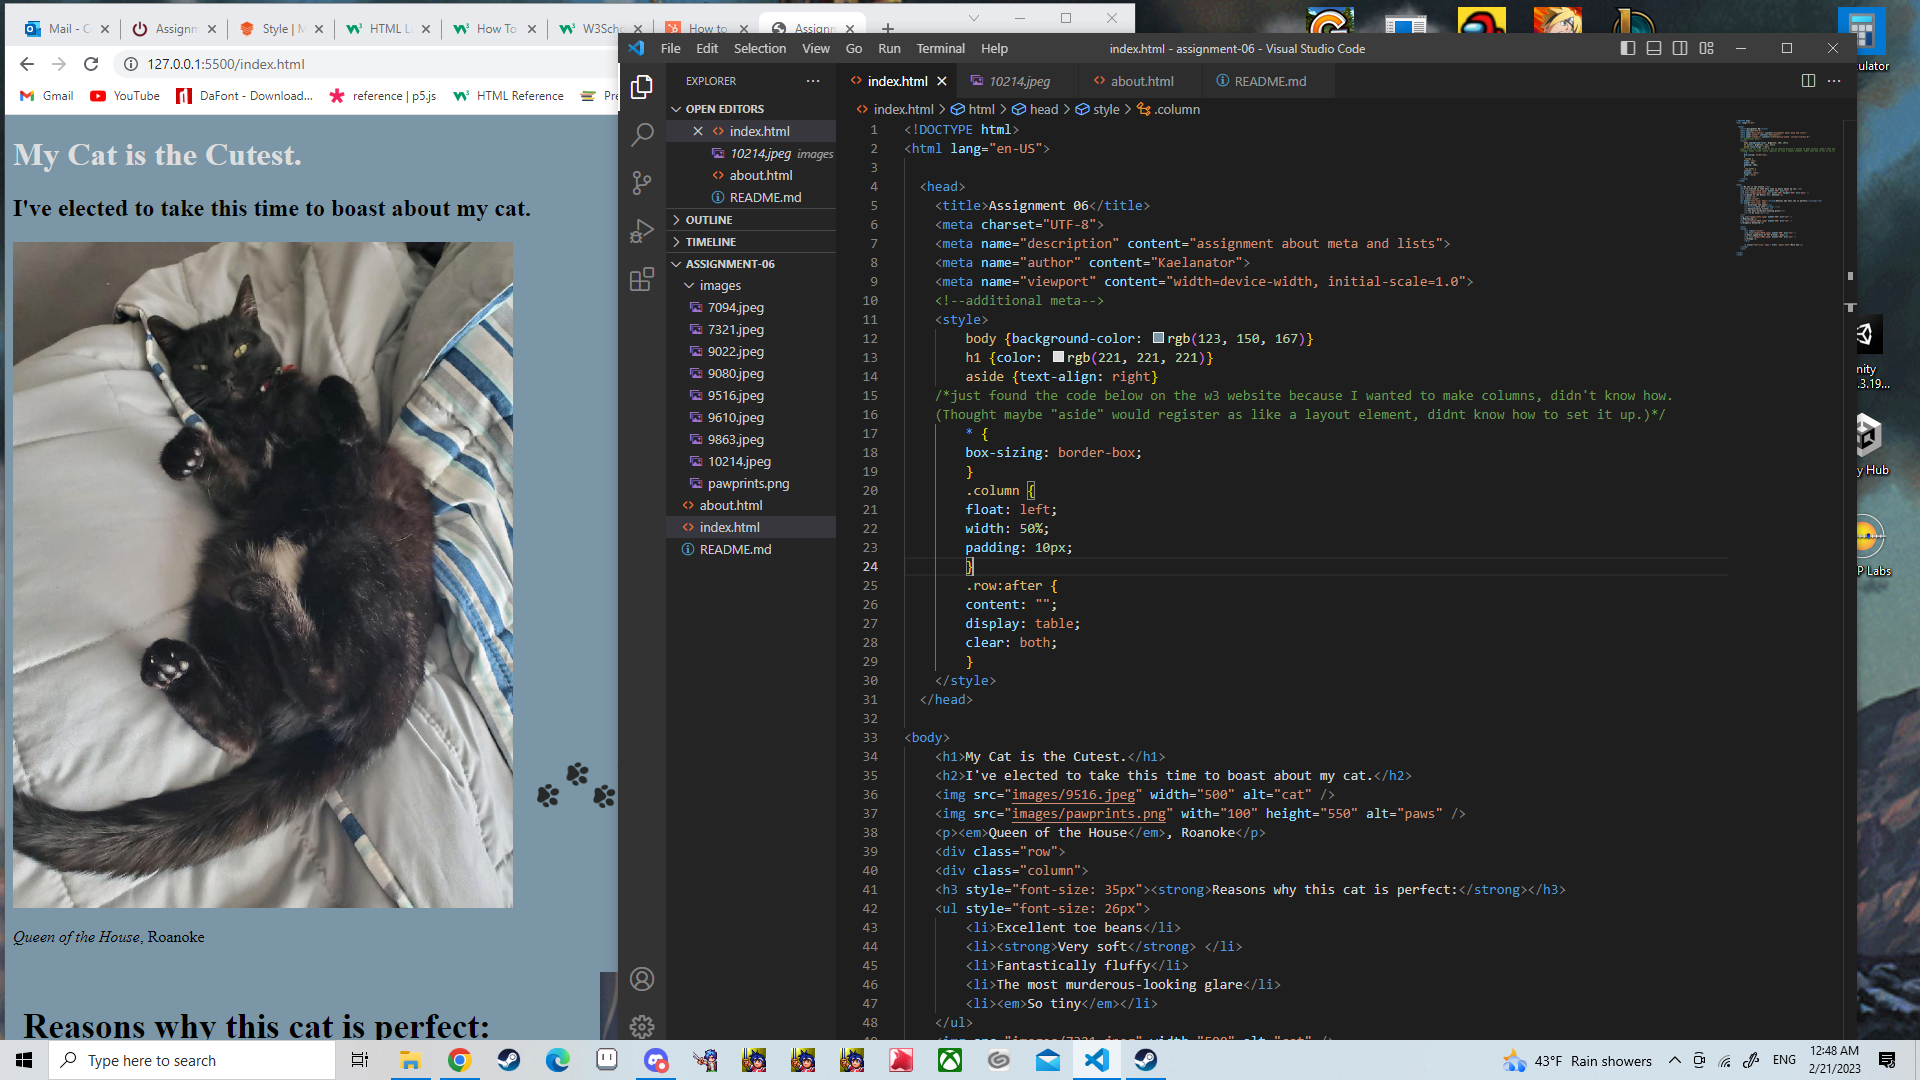 Mail - C
Assignm
Style | M
HTML L
How To
W3Sch
How to
Assignm
127.0.0.1:5500/index.html
Gmail
YouTube
DaFont - Download...
reference | p5.js
HTML Reference
My Cat is the Cutest.
I've elected to take this time to boast about my cat.
Queen of the House, Roanoke
Reasons why this cat is perfect:
File Edit Selection View Go Run Terminal Help
index.html - assignment-06 - Visual Studio Code
EXPLORER
OPEN EDITORS
index.html
10214.jpeg images
about.html
README.md
OUTLINE
TIMELINE
ASSIGNMENT-06
images
7094.jpeg
7321.jpeg
9022.jpeg
9080.jpeg
9516.jpeg
9610.jpeg
9863.jpeg
10214.jpeg
pawprints.png
about.html
index.html
README.md
index.html 10214.jpeg about.html README.md
index.html > html > head > style > .column
1 <!DOCTYPE html>
2 <html lang="en-US">
3
4 <head>
5 <title>Assignment 06</title>
6 <meta charset="UTF-8">
7 <meta name="description" content="assignment about meta and lists">
8 <meta name="author" content="Kaelanator">
9 <meta name="viewport" content="width=device-width, initial-scale=1.0">
10 <!--additional meta-->
11 <style>
12 body {background-color: rgb(123, 150, 167)}
13 h1 {color: rgb(221, 221, 221)}
14 aside {text-align: right}
15 /*just found the code below on the w3 website because I wanted to make columns, didn't know how.
16 (Thought maybe "aside" would register as like a layout element, didnt know how to set it up.)*/
17 * {
18 box-sizing: border-box;
19 }
20 .column {
21 float: left;
22 width: 50%;
23 padding: 10px;
24 }
25 .row:after {
26 content: "";
27 display: table;
28 clear: both;
29 }
30 </style>
31 </head>
32
33 <body>
34 <h1>My Cat is the Cutest.</h1>
35 <h2>I've elected to take this time to boast about my cat.</h2>
36 <img src="images/9516.jpeg" width="500" alt="cat" />
37 <img src="images/pawprints.png" with="100" height="550" alt="paws" />
38 <p><em>Queen of the House</em>, Roanoke</p>
39 <div class="row">
40 <div class="column">
41 <h3 style="font-size: 35px"><strong>Reasons why this cat is perfect:</strong></h3>
42 <ul style="font-size: 26px">
43 <li>Excellent toe beans</li>
44 <li><strong>Very soft</strong> </li>
45 <li>Fantastically fluffy</li>
46 <li>The most murderous-looking glare</li>
47 <li><em>So tiny</em></li>
48 </ul>
ulator
nity
.3.19...
y Hub
P Labs
Type here to search
43°F Rain showers
ENG
12:48 AM
2/21/2023